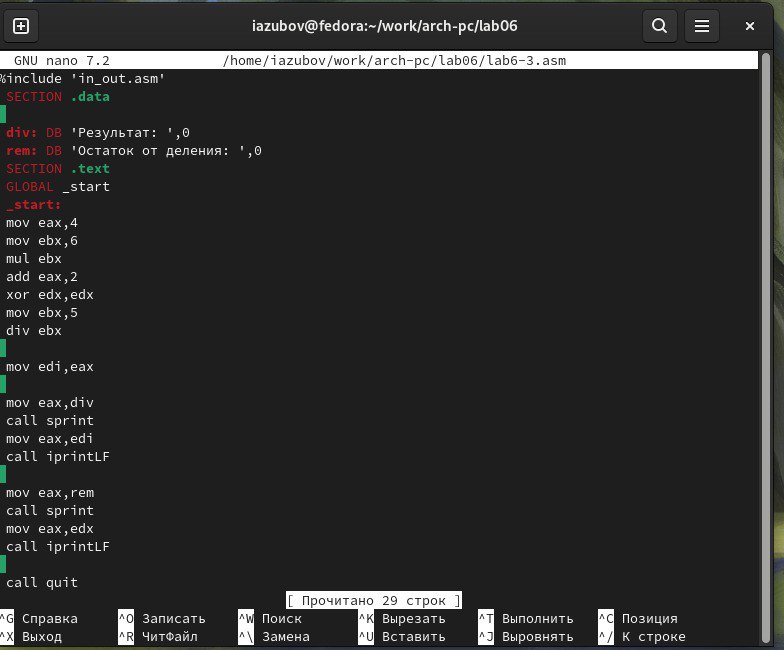 iazubov@fedora:~/work/arch-pc/lab06
GNU nano 7.2 /home/iazubov/work/arch-pc/lab06/lab6-3.asm
%include 'in_out.asm'
SECTION .data
div: DB 'Результат: ',0
rem: DB 'Остаток от деления: ',0
SECTION .text
GLOBAL _start
_start:
mov eax,4
mov ebx,6
mul ebx
add eax,2
xor edx,edx
mov ebx,5
div ebx
mov edi,eax
mov eax,div
call sprint
mov eax,edi
call iprintLF
mov eax,rem
call sprint
mov eax,edx
call iprintLF
call quit
[ Прочитано 29 строк ]
^G Справка ^O Записать ^W Поиск ^K Вырезать ^T Выполнить ^C Позиция
^X Выход ^R ЧитФайл ^\ Замена ^U Вставить ^J Выровнять ^/ К строке